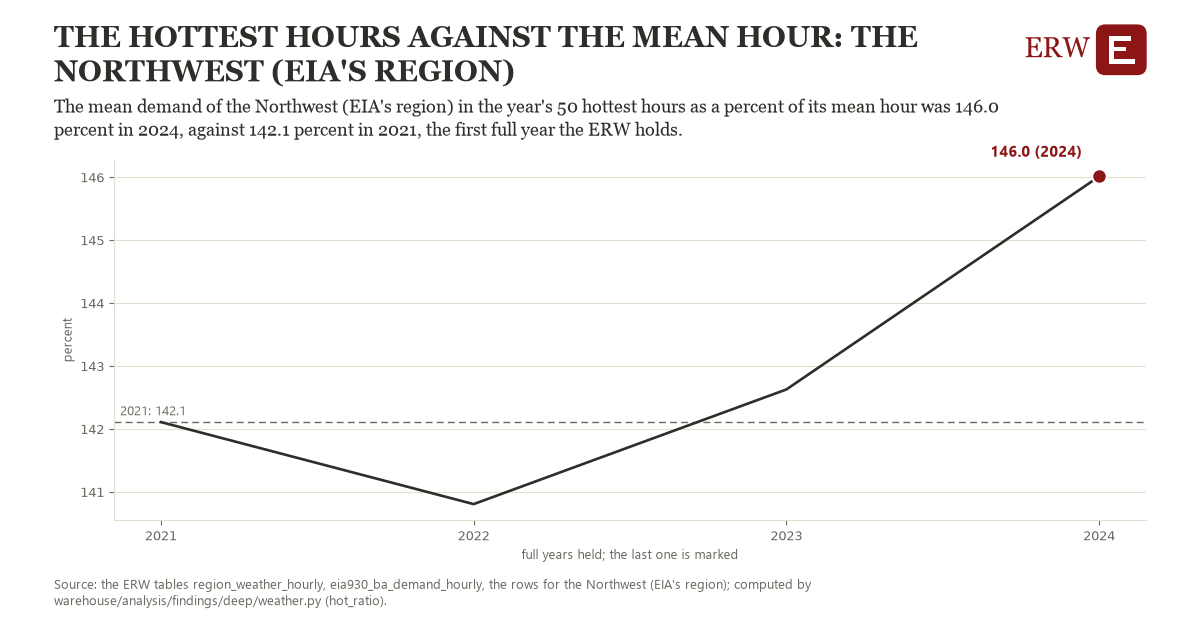 THE HOTTEST HOURS AGAINST THE MEAN HOUR: THE
NORTHWEST (EIA'S REGION)
ERW E
The mean demand of the Northwest (EIA's region) in the year's 50 hottest hours as a percent of its mean hour was 146.0
percent in 2024, against 142.1 percent in 2021, the first full year the ERW holds.
146.0 (2024)
146
145
144
143
142
141
percent
2021: 142.1
2021
2022
2023
2024
full years held; the last one is marked
Source: the ERW tables region_weather_hourly, eia930_ba_demand_hourly, the rows for the Northwest (EIA's region); computed by
warehouse/analysis/findings/deep/weather.py (hot_ratio).